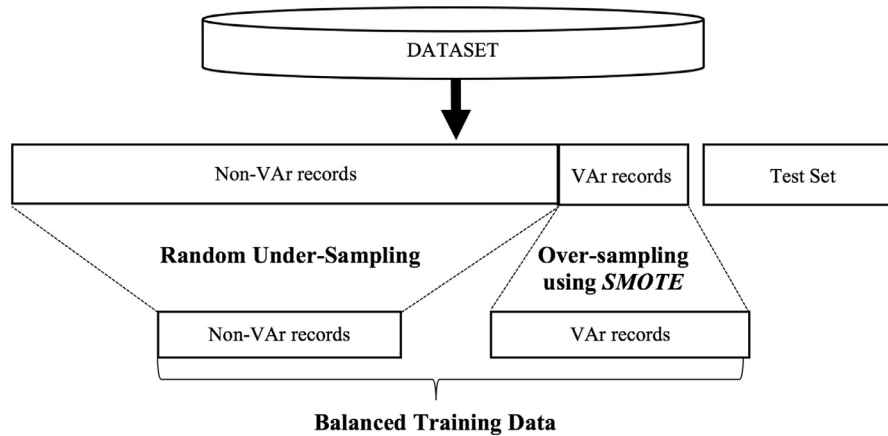 DATASET
Non-VAr records
VAr records
Test Set
Random Under-Sampling
Over-sampling
using SMOTE
Non-VAr records
VAr records
Balanced Training Data